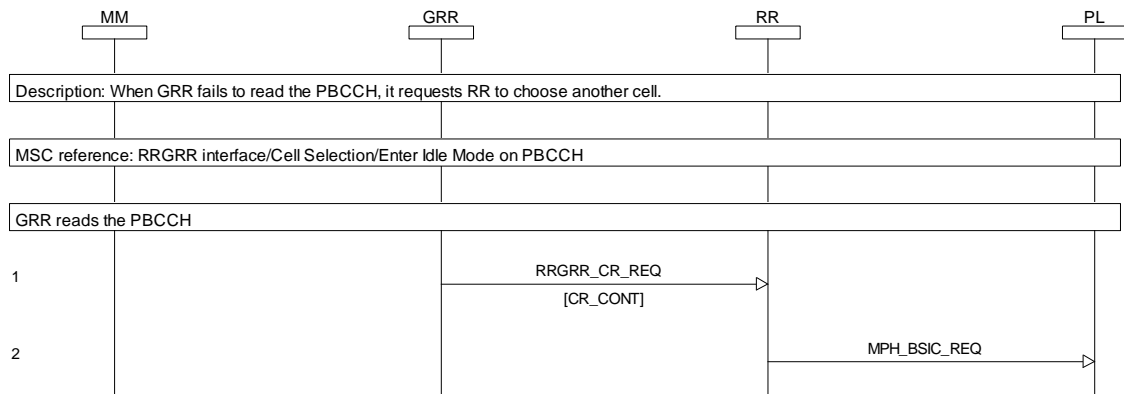 MM GRR RR PL
Description: When GRR fails to read the PBCCH, it requests RR to choose another cell.
MSC reference: RRGRR interface/Cell Selection/Enter Idle Mode on PBCCH
GRR reads the PBCCH
1 RRGRR_CR_REQ
[CR_CONT]
2 MPH_BSIC_REQ